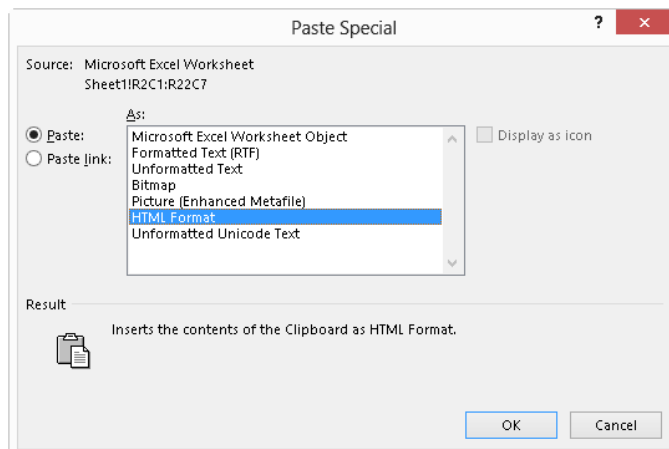 Paste Special
?
×
Source: Microsoft Excel Worksheet
Sheet1!R2C1:R22C7
As:
Paste:
Paste link:
Microsoft Excel Worksheet Object
Formatted Text (RTF)
Unformatted Text
Bitmap
Picture (Enhanced Metafile)
HTML Format
Unformatted Unicode Text
Display as icon
Result
Inserts the contents of the Clipboard as HTML Format.
OK
Cancel